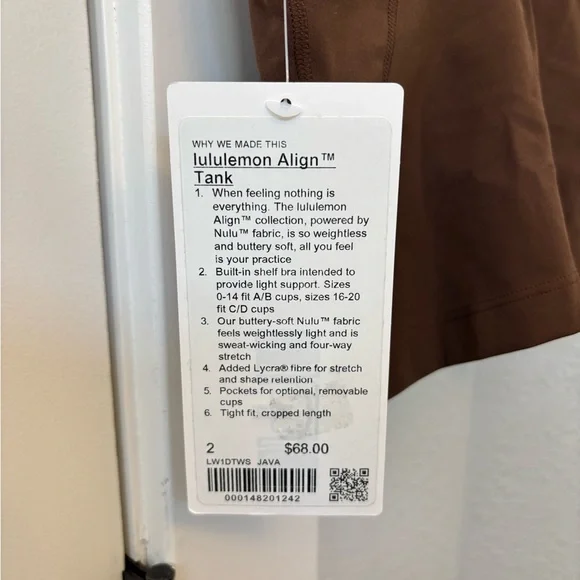 WHY WE MADE THIS
lululemon Align™
Tank
1. When feeling nothing is
everything. The lululemon
Align™ collection, powered by
Nulu™ fabric, is so weightless
and buttery soft, all you feel
is your practice
2. Built-in shelf bra intended to
provide light support. Sizes
0-14 fit A/B cups, sizes 16-20
fit C/D cups
3. Our buttery-soft Nulu™ fabric
feels weightlessly light and is
sweat-wicking and four-way
stretch
4. Added Lycra® fibre for stretch
and shape retention
5. Pockets for optional, removable
cups
6. Tight fit, cropped length
2 $68.00
LW1DTWS JAVA
000148201242